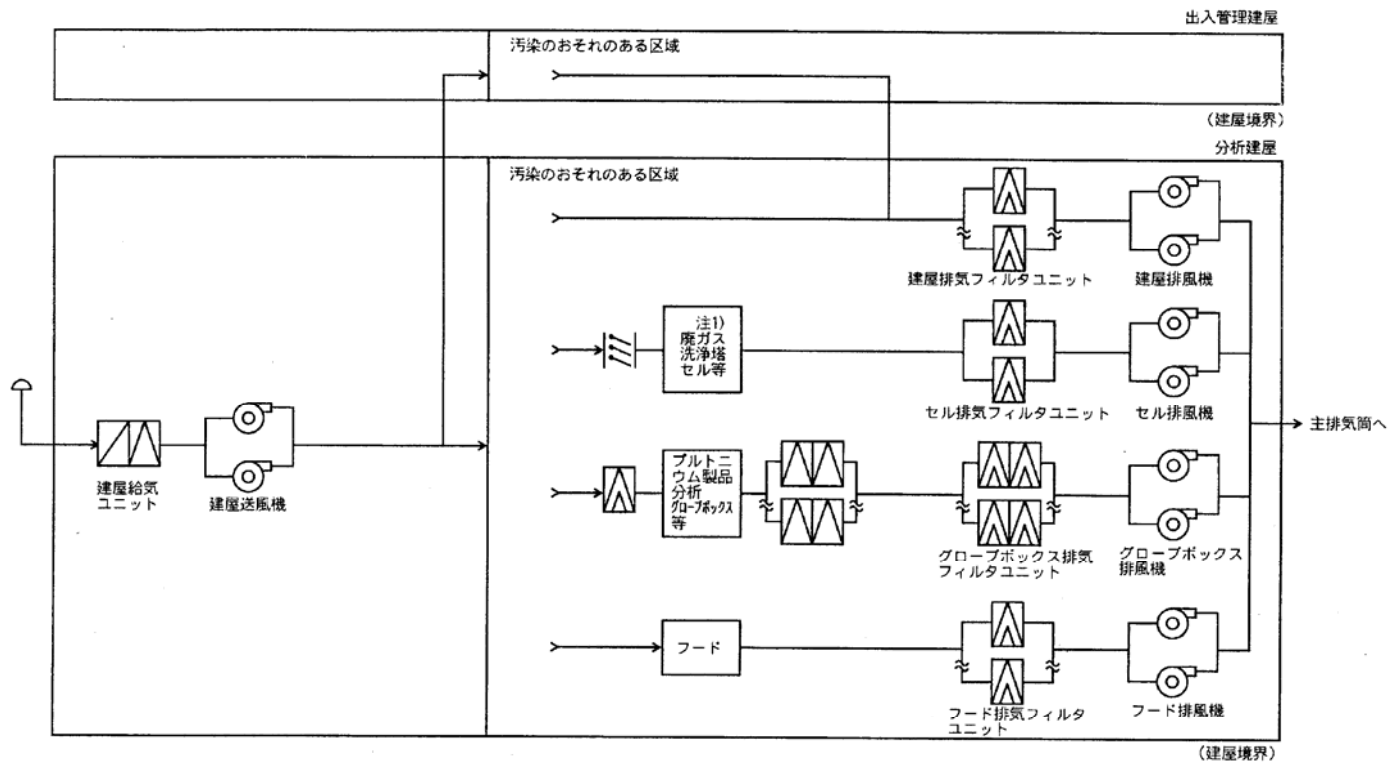 出入管理建屋
汚染のおそれのある区域
(建屋境界)
分析建屋
汚染のおそれのある区域
建屋排気フィルタユニット
建屋排風機
注1)
廃ガス
洗浄塔
セル等
セル排気フィルタユニット
セル排風機
主排気筒へ
建屋給気
ユニット
建屋送風機
プルトニ
ウム製品
分析
グローブボックス
等
グローブボックス排気
フィルタユニット
グローブボックス
排風機
フード
フード排気フィルタ
ユニット
フード排風機
(建屋境界)